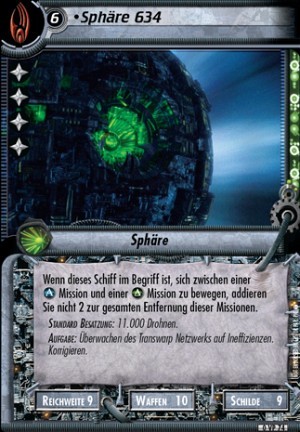 6 •Sphäre 634
Sphäre
Wenn dieses Schiff im Begriff ist, sich zwischen einer
Mission und einer Mission zu bewegen, addieren
Sie nicht 2 zur gesamten Entfernung dieser Missionen.
Standard Besatzung: 11.000 Drohnen.
Aufgabe: Überwachen des Transwarp Netzwerks auf Ineffizienzen.
Korrigieren.
Reichweite 9 Waffen 10 Schilde 9